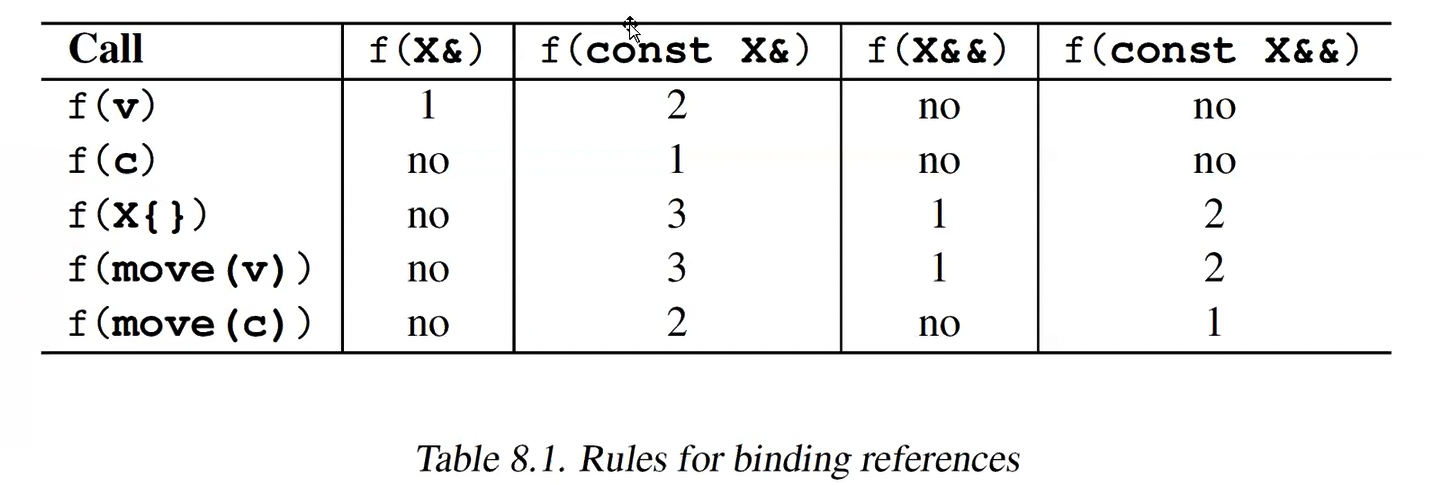 Call f(X&) f(const X&) f(X&&) f(const X&&)
f(v) 1 2 no no
f(c) no 1 no no
f(X{}) no 3 1 2
f(move(v)) no 3 1 2
f(move(c)) no 2 no 1
Table 8.1. Rules for binding references